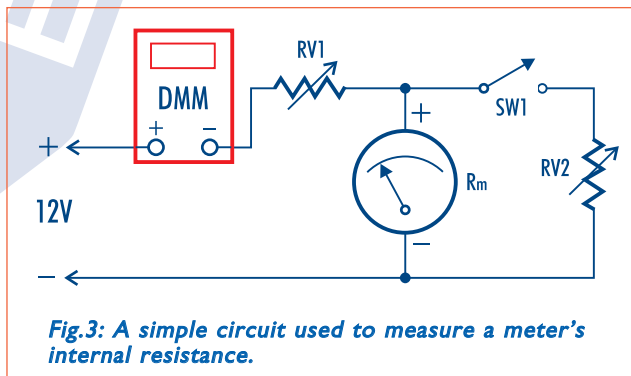 RV1
DMM
+ −
+
SW1
+
12V
Rm
RV2
−
−
Fig.3: A simple circuit used to measure a meter's
internal resistance.